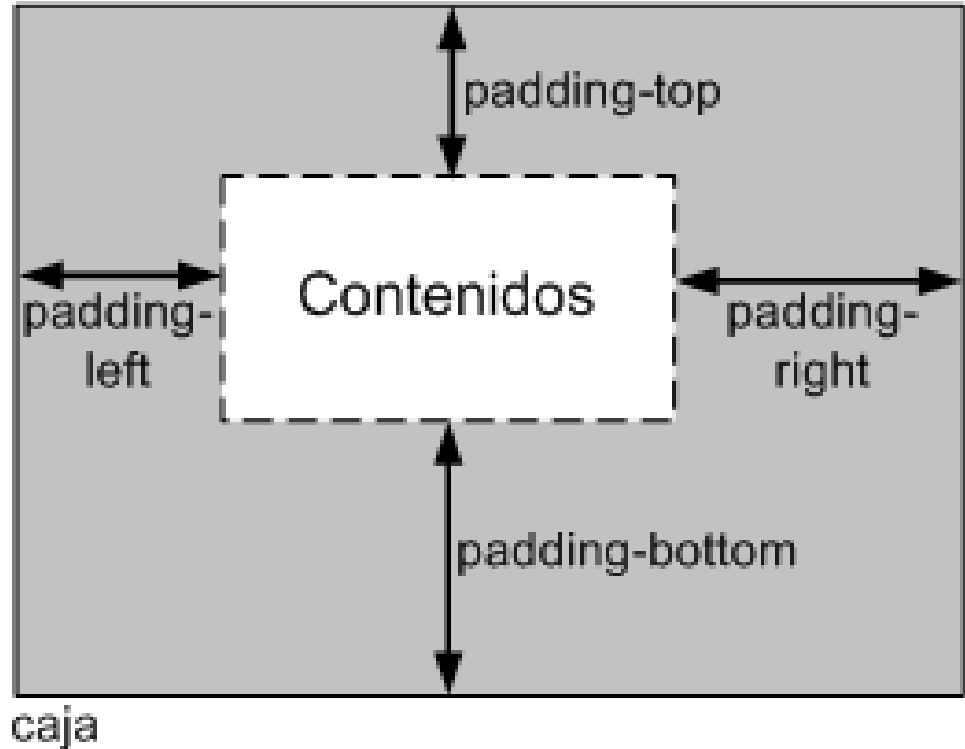 padding-top
Contenidos
padding-
left
padding-
right
padding-bottom
caja